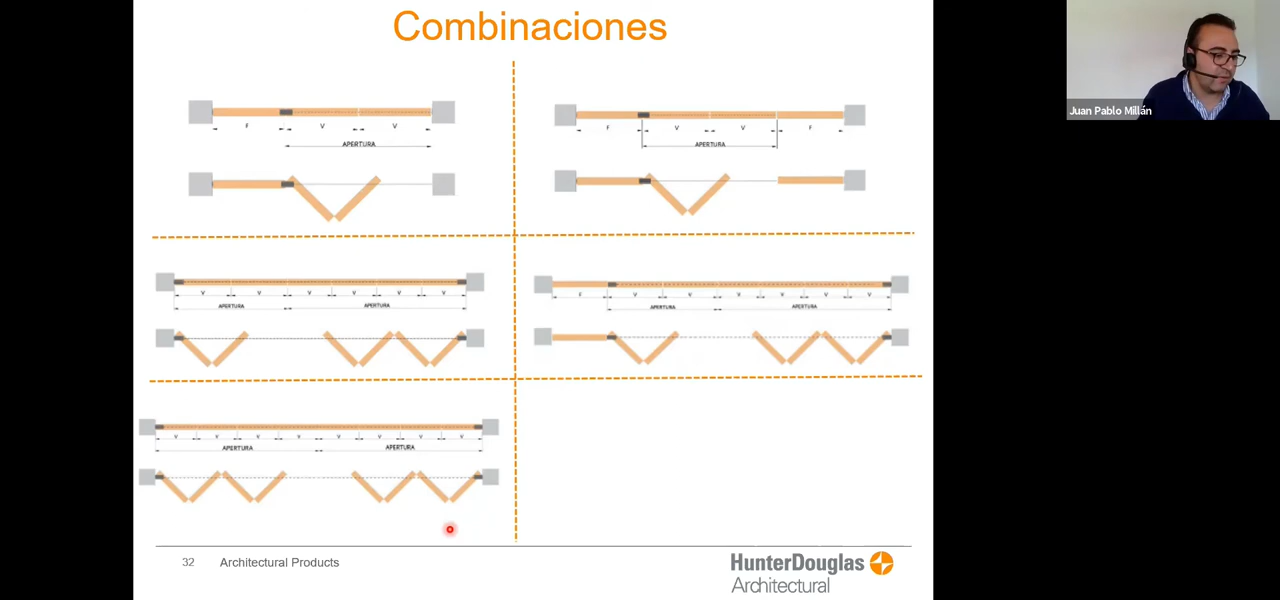 Combinaciones
Juan Pablo Millán
F V V
APERTURA
F V V F
APERTURA
V V V V V V
APERTURA APERTURA
F V V V V V V
APERTURA APERTURA
V V V V V V V V
APERTURA APERTURA
32 Architectural Products
HunterDouglas
Architectural